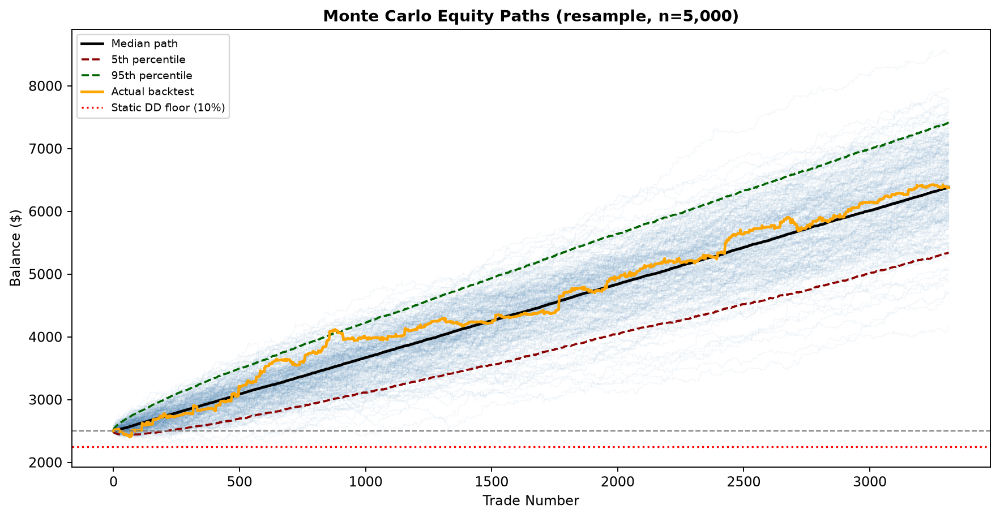 Monte Carlo Equity Paths (resample, n=5,000)
Median path
5th percentile
95th percentile
Actual backtest
Static DD floor (10%)
Balance ($)
8000
7000
6000
5000
4000
3000
2000
0 500 1000 1500 2000 2500 3000
Trade Number